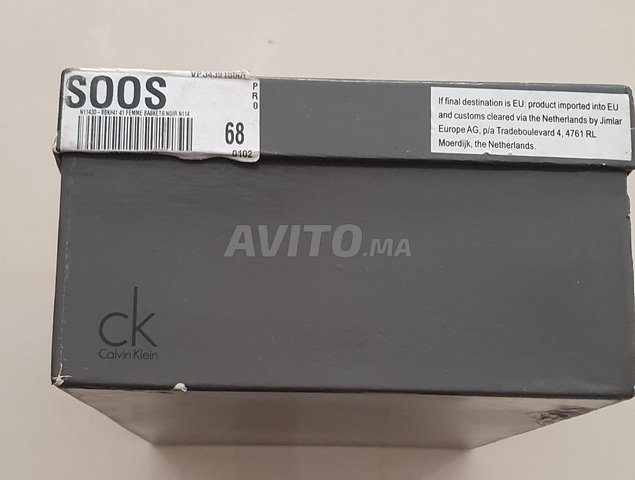 SOOS
N11430-BBK#41 41 FEMME BASKETS NOIR N114
PRO
68
0102
If final destination is EU: product imported into EU
and customs cleared via the Netherlands by Jimlar
Europe AG, p/a Tradeboulevard 4, 4761 RL
Moerdijk, the Netherlands.
AVITO.MA
ck
Calvin Klein